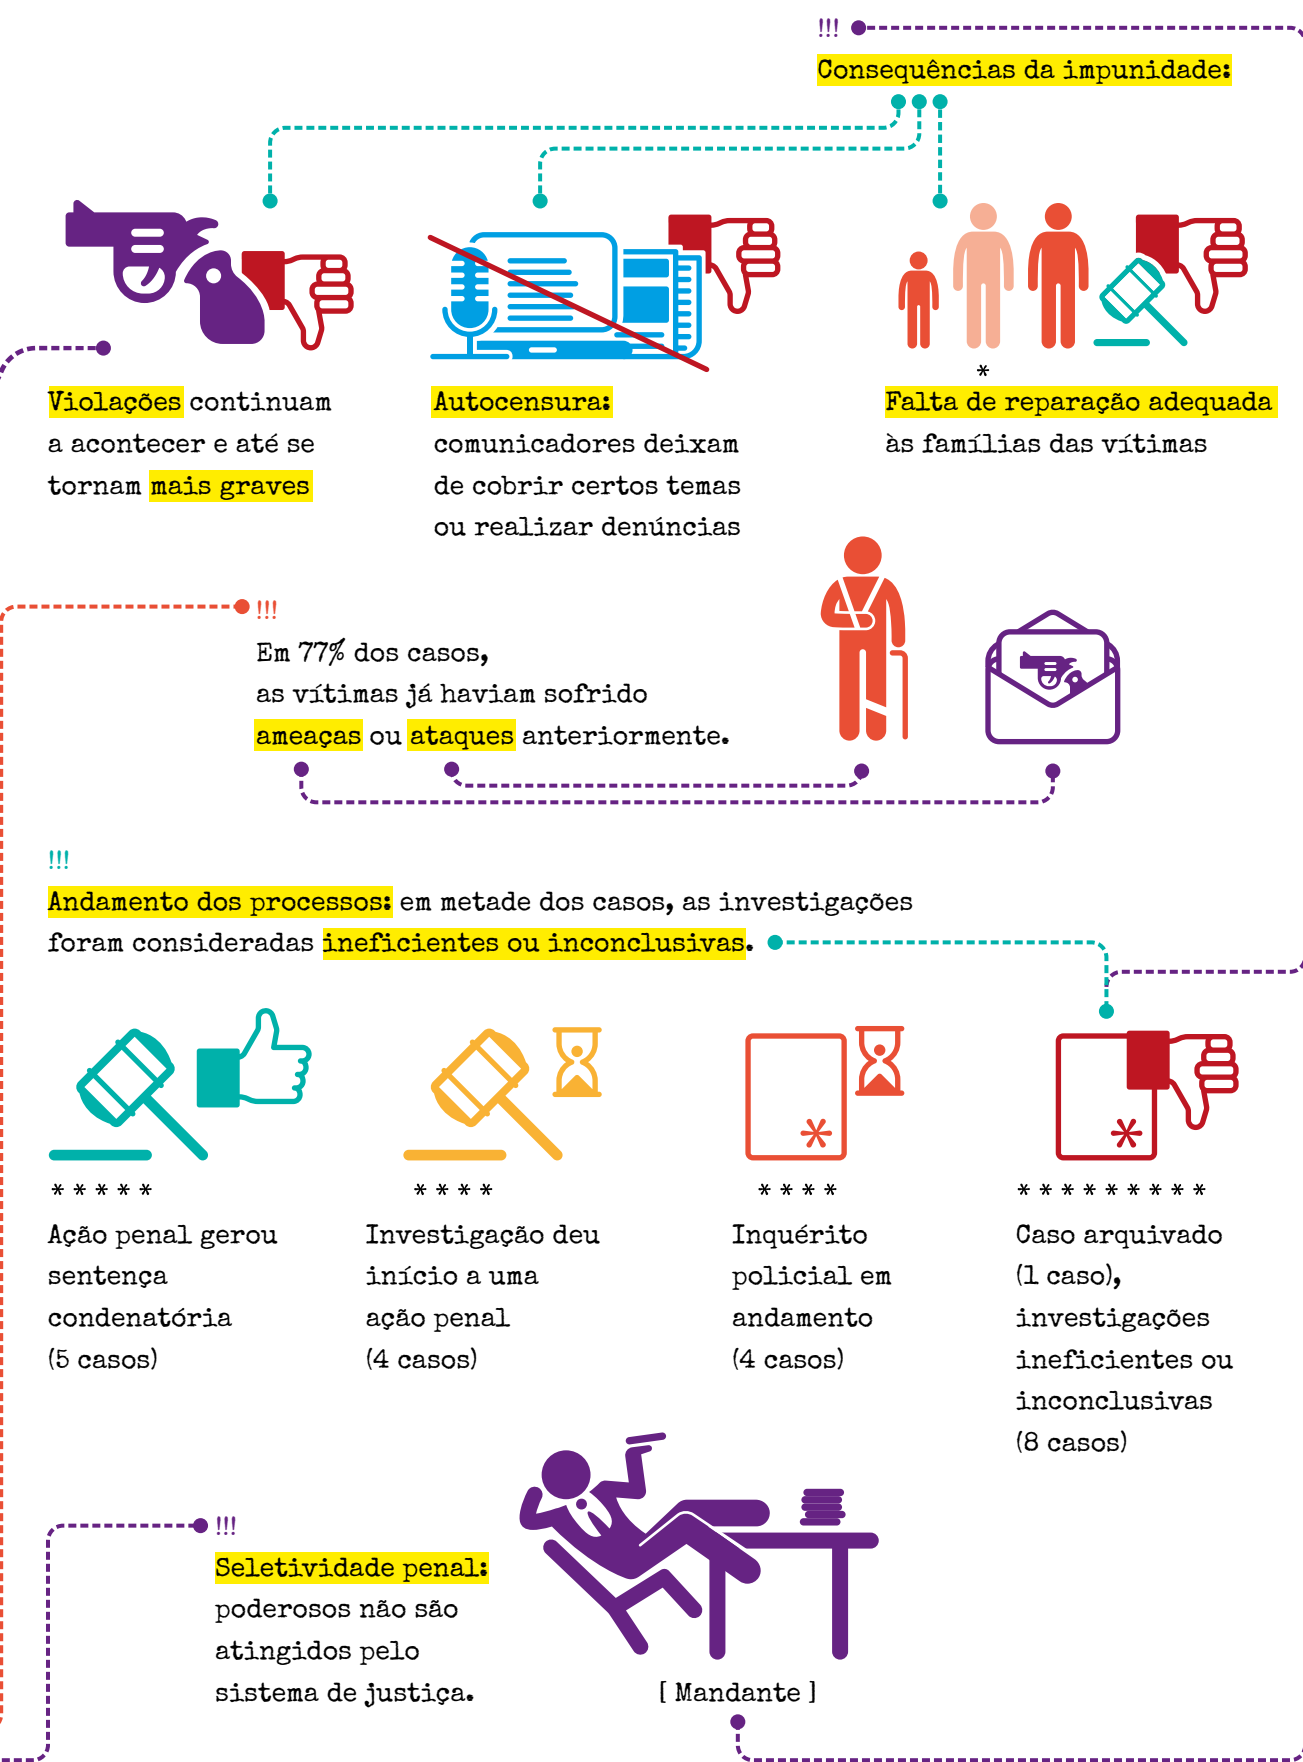 !!!
Consequências da impunidade:
*
Violações continuam
a acontecer e até se
tornam mais graves
Autocensura:
comunicadores deixam
de cobrir certos temas
ou realizar denúncias
Falta de reparação adequada
às famílias das vítimas
!!!
Em 77% dos casos,
as vítimas já haviam sofrido
ameaças ou ataques anteriormente.
!!!
Andamento dos processos: em metade dos casos, as investigações
foram consideradas ineficientes ou inconclusivas.
* * * * *
Ação penal gerou
sentença
condenatória
(5 casos)
* * * *
Investigação deu
início a uma
ação penal
(4 casos)
*
* * * *
Inquérito
policial em
andamento
(4 casos)
*
* * * * * * * * *
Caso arquivado
(1 caso),
investigações
ineficientes ou
inconclusivas
(8 casos)
!!!
Seletividade penal:
poderosos não são
atingidos pelo
sistema de justiça.
[ Mandante ]